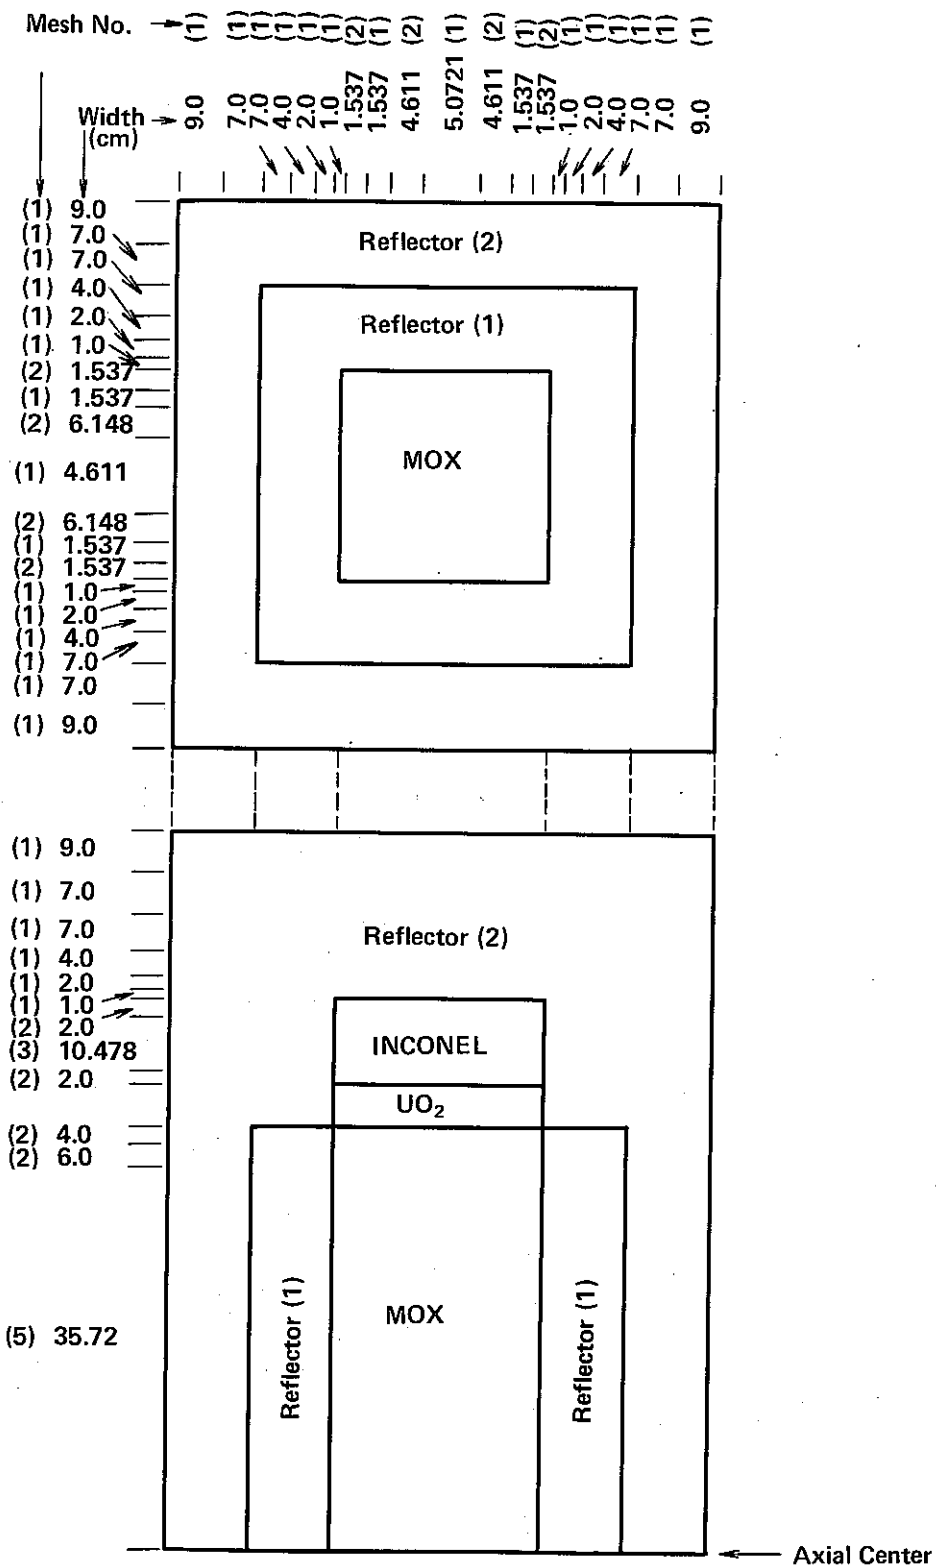 Mesh No.
(1) (1) (1) (1) (1) (1) (2) (1) (2) (1) (2) (1) (2) (1) (1) (1) (1) (1) (1)
Width
(cm)
9.0 7.0 7.0 4.0 2.0 1.0 1.537 1.537 4.611 5.0721 4.611 1.537 1.537 1.0 2.0 4.0 7.0 7.0 9.0
(1) 9.0
(1) 7.0
(1) 7.0
(1) 4.0
(1) 2.0
(1) 1.0
(2) 1.537
(1) 1.537
(2) 6.148
(1) 4.611
(2) 6.148
(1) 1.537
(2) 1.537
(1) 1.0
(1) 2.0
(1) 4.0
(1) 7.0
(1) 7.0
(1) 9.0
Reflector (2)
Reflector (1)
MOX
(1) 9.0
(1) 7.0
(1) 7.0
(1) 4.0
(1) 2.0
(1) 1.0
(2) 2.0
(3) 10.478
(2) 2.0
(2) 4.0
(2) 6.0
(5) 35.72
Reflector (2)
INCONEL
UO₂
Reflector (1)
MOX
Reflector (1)
Axial Center